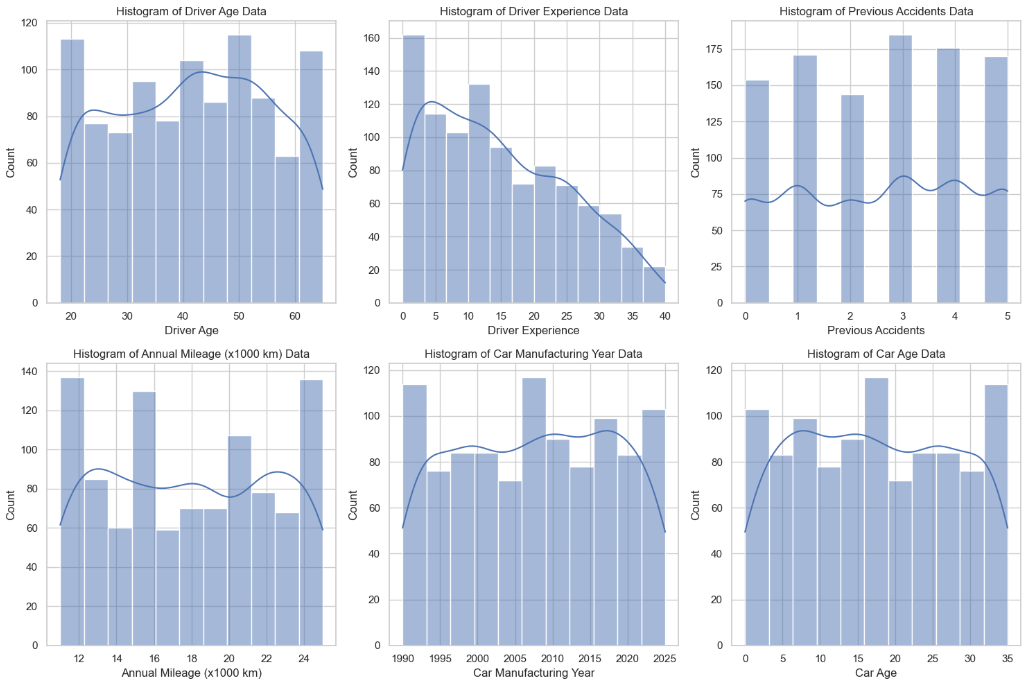 Histogram of Driver Age Data
120
100
80
60
40
20
0
Count
20 30 40 50 60
Driver Age
Histogram of Driver Experience Data
160
140
120
100
80
60
40
20
0
Count
0 5 10 15 20 25 30 35 40
Driver Experience
Histogram of Previous Accidents Data
175
150
125
100
75
50
25
0
Count
0 1 2 3 4 5
Previous Accidents
Histogram of Annual Mileage (x1000 km) Data
140
120
100
80
60
40
20
0
Count
12 14 16 18 20 22 24
Annual Mileage (x1000 km)
Histogram of Car Manufacturing Year Data
120
100
80
60
40
20
0
Count
1990 1995 2000 2005 2010 2015 2020 2025
Car Manufacturing Year
Histogram of Car Age Data
120
100
80
60
40
20
0
Count
0 5 10 15 20 25 30 35
Car Age